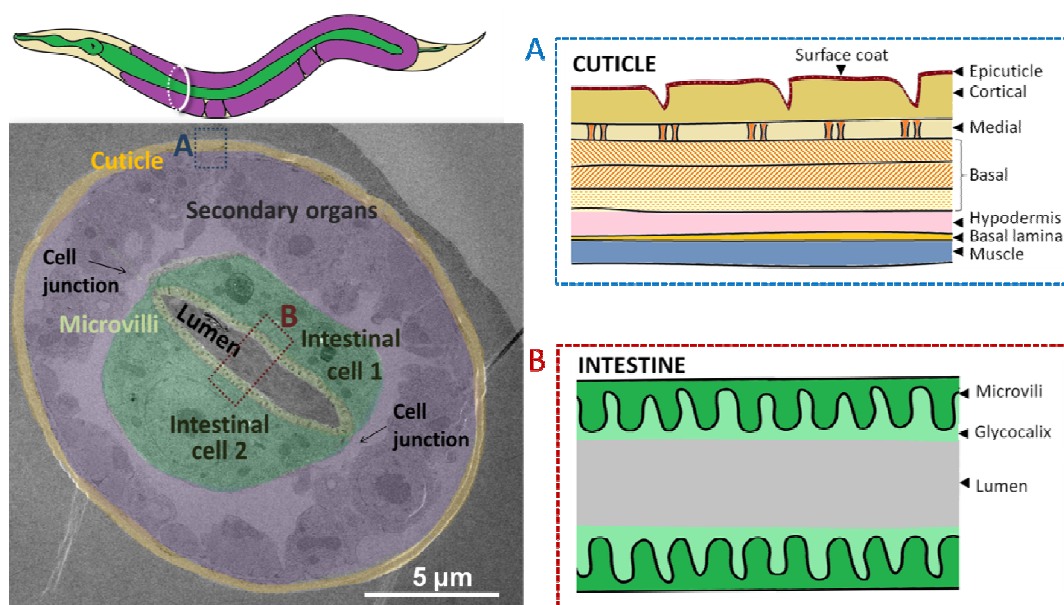 A
Cuticle
Secondary organs
Cell
junction
Microvilli
Lumen
B
Intestinal
cell 1
Intestinal
cell 2
Cell
junction
5 µm
A
CUTICLE
Surface coat
Epicuticle
Cortical
Medial
Basal
Hypodermis
Basal lamina
Muscle
B
INTESTINE
Microvili
Glycocalix
Lumen